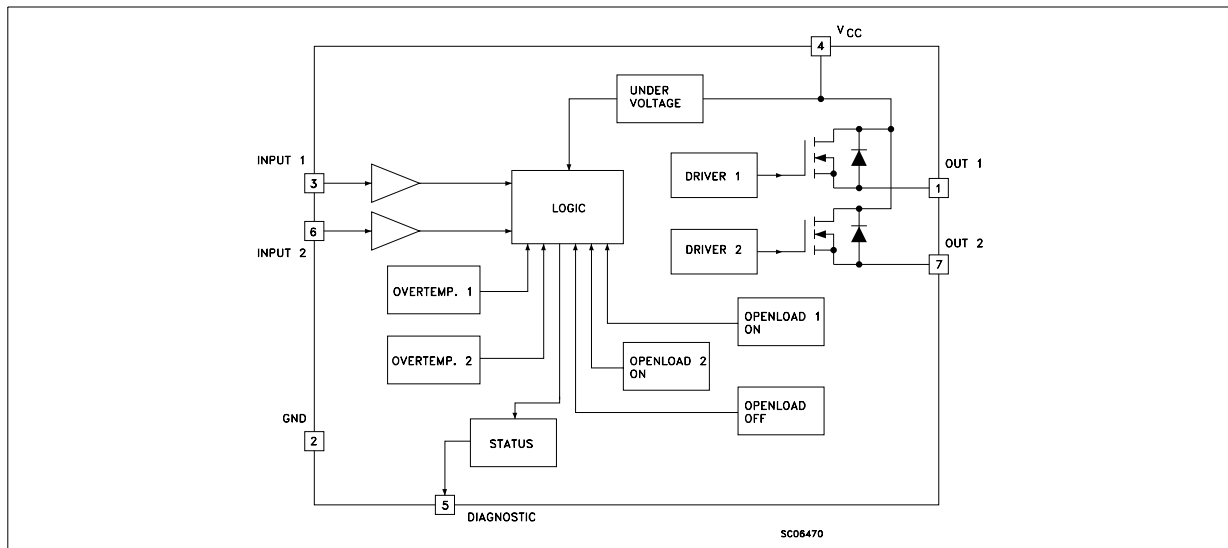 VCC
4
UNDER
VOLTAGE
INPUT 1
3
OUT 1
DRIVER 1
1
LOGIC
6
INPUT 2
DRIVER 2
OUT 2
7
OVERTEMP. 1
OPENLOAD 1
ON
OVERTEMP. 2
OPENLOAD 2
ON
OPENLOAD
OFF
GND
2
STATUS
5
DIAGNOSTIC
SC06470